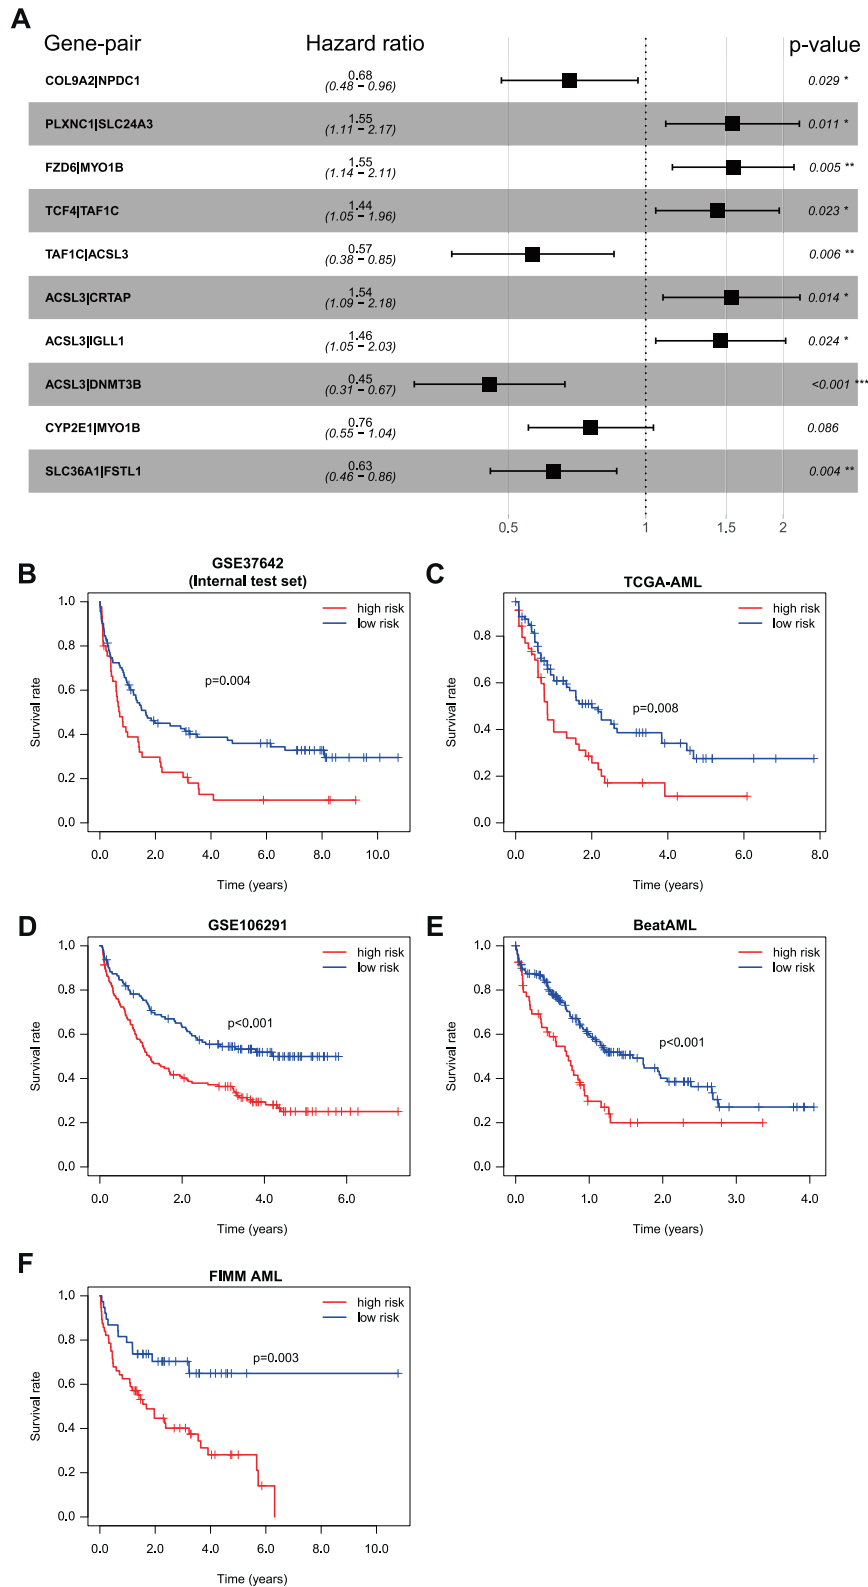 A
Gene-pair Hazard ratio p-value
COL9A2|NPDC1 0.68 0.029 *
(0.48 – 0.96)
PLXNC1|SLC24A3 1.55 0.011 *
(1.11 – 2.17)
FZD6|MYO1B 1.55 0.005 **
(1.14 – 2.11)
TCF4|TAF1C 1.44 0.023 *
(1.05 – 1.96)
TAF1C|ACSL3 0.57 0.006 **
(0.38 – 0.85)
ACSL3|CRTAP 1.54 0.014 *
(1.09 – 2.18)
ACSL3|IGLL1 1.46 0.024 *
(1.05 – 2.03)
ACSL3|DNMT3B 0.45 <0.001 ***
(0.31 – 0.67)
CYP2E1|MYO1B 0.76 0.086
(0.55 – 1.04)
SLC36A1|FSTL1 0.63 0.004 **
(0.46 – 0.86)
0.5 1 1.5 2
B
GSE37642
(Internal test set)
high risk
low risk
p=0.004
Survival rate
1.0
0.8
0.6
0.4
0.2
0.0
0.0 2.0 4.0 6.0 8.0 10.0
Time (years)
C
TCGA-AML
high risk
low risk
p=0.008
Survival rate
0.8
0.6
0.4
0.2
0.0
0.0 2.0 4.0 6.0 8.0
Time (years)
D
GSE106291
high risk
low risk
p<0.001
Survival rate
1.0
0.8
0.6
0.4
0.2
0.0
0.0 2.0 4.0 6.0
Time (years)
E
BeatAML
high risk
low risk
p<0.001
Survival rate
1.0
0.8
0.6
0.4
0.2
0.0
0.0 1.0 2.0 3.0 4.0
Time (years)
F
FIMM AML
high risk
low risk
p=0.003
Survival rate
1.0
0.8
0.6
0.4
0.2
0.0
0.0 2.0 4.0 6.0 8.0 10.0
Time (years)